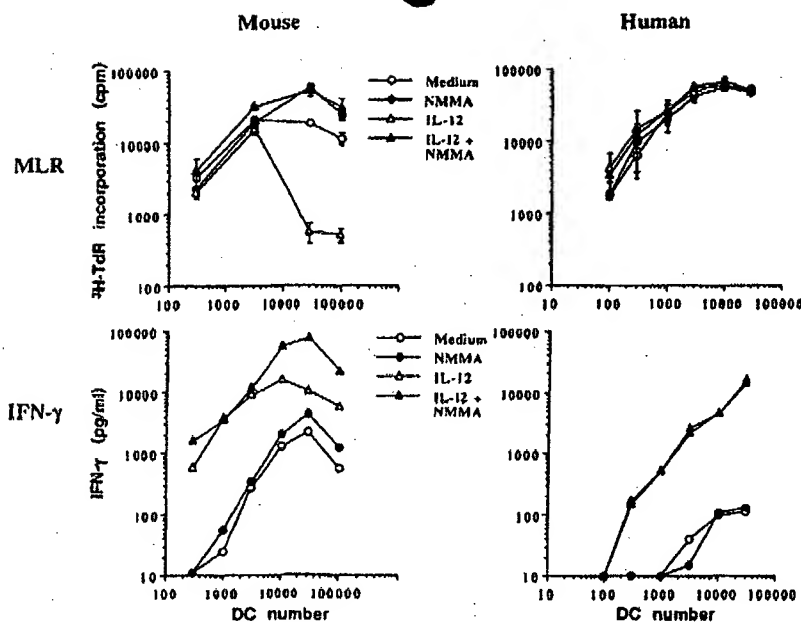 Mouse
Human
MLR
³H-TdR incorporation (cpm)
100000
10000
1000
100
100 1000 10000 100000
Medium
NMMA
IL-12
IL-12 + NMMA
100000
10000
1000
100
10 100 1000 10000 100000
IFN-γ
IFN-γ (pg/ml)
100000
10000
1000
100
10
100 1000 10000 100000
DC number
Medium
NMMA
IL-12
IL-12 + NMMA
100000
10000
1000
100
10
10 100 1000 10000 100000
DC number